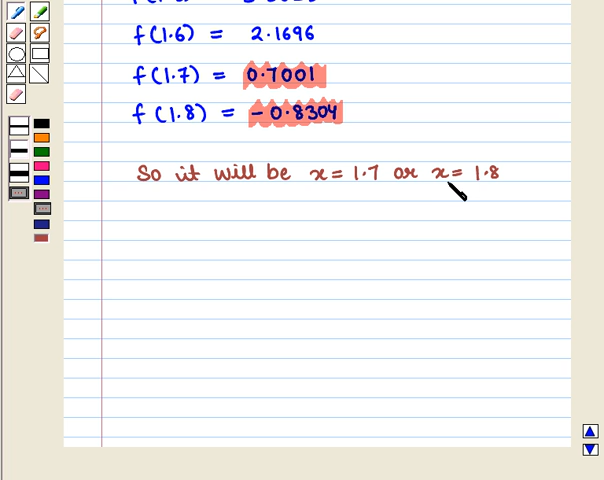 f(1.6) = 2.1696
f(1.7) = 0.7001
f(1.8) = -0.8304
So it will be x = 1.7 or x = 1.8